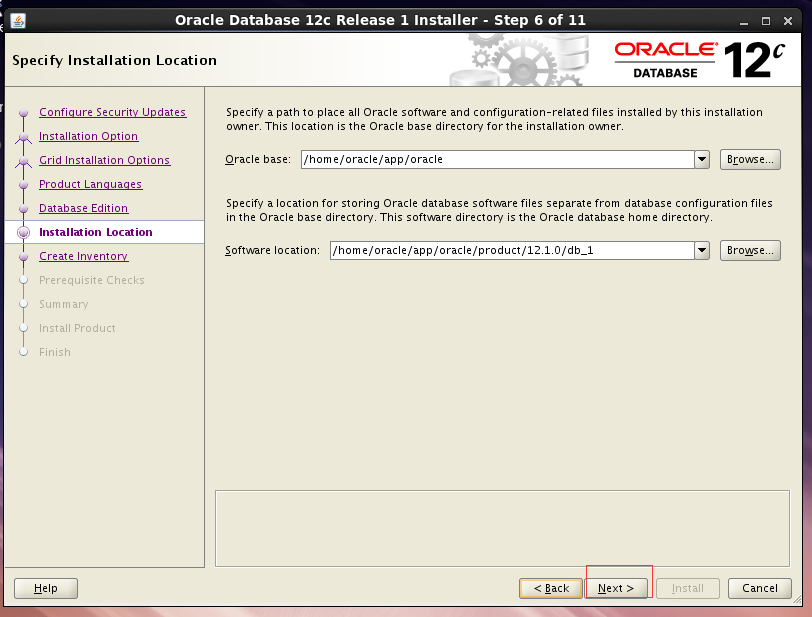 Oracle Database 12c Release 1 Installer - Step 6 of 11
Specify Installation Location
ORACLE®
DATABASE
12c
Configure Security Updates
Installation Option
Grid Installation Options
Product Languages
Database Edition
Installation Location
Create Inventory
Prerequisite Checks
Summary
Install Product
Finish
Specify a path to place all Oracle software and configuration-related files installed by this installation
owner. This location is the Oracle base directory for the installation owner.
Oracle base: /home/oracle/app/oracle Browse...
Specify a location for storing Oracle database software files separate from database configuration files
in the Oracle base directory. This software directory is the Oracle database home directory.
Software location: /home/oracle/app/oracle/product/12.1.0/db_1 Browse...
Help < Back Next > Install Cancel